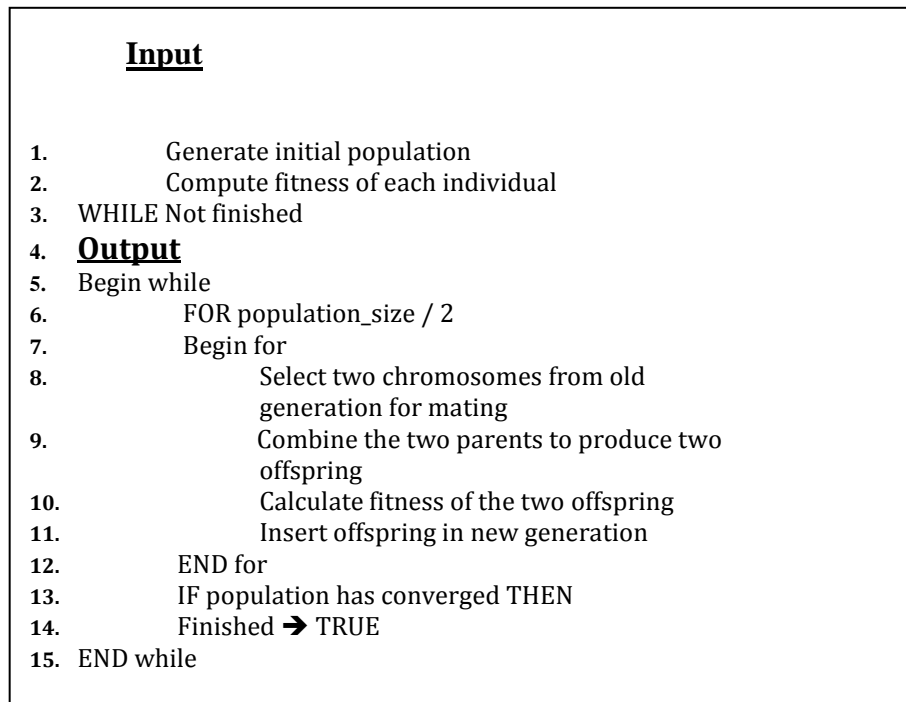 Input
1. Generate initial population
2. Compute fitness of each individual
3. WHILE Not finished
4. Output
5. Begin while
6. FOR population_size / 2
7. Begin for
8. Select two chromosomes from old
generation for mating
9. Combine the two parents to produce two
offspring
10. Calculate fitness of the two offspring
11. Insert offspring in new generation
12. END for
13. IF population has converged THEN
14. Finished ➔ TRUE
15. END while